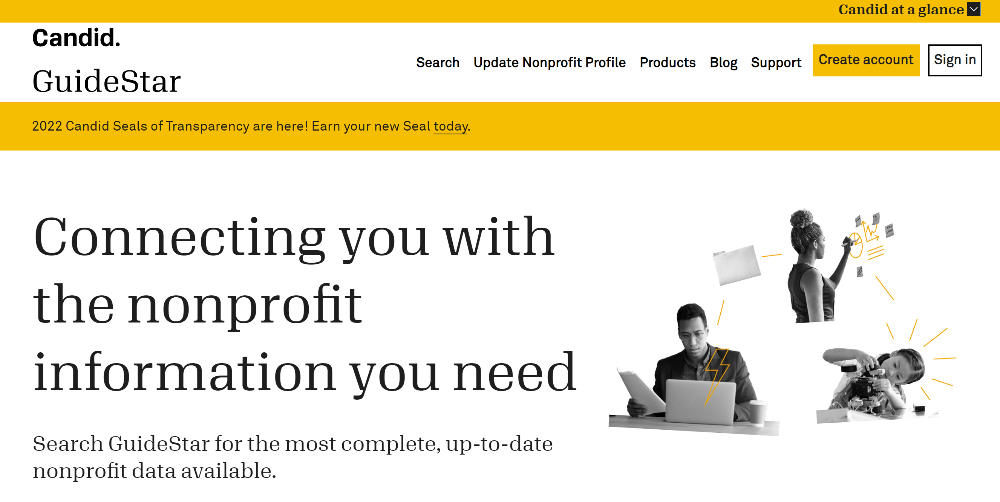 Candid at a glance
Candid.
GuideStar
Search Update Nonprofit Profile Products Blog Support Create account Sign in
2022 Candid Seals of Transparency are here! Earn your new Seal today.
Connecting you with
the nonprofit
information you need
Search GuideStar for the most complete, up-to-date
nonprofit data available.